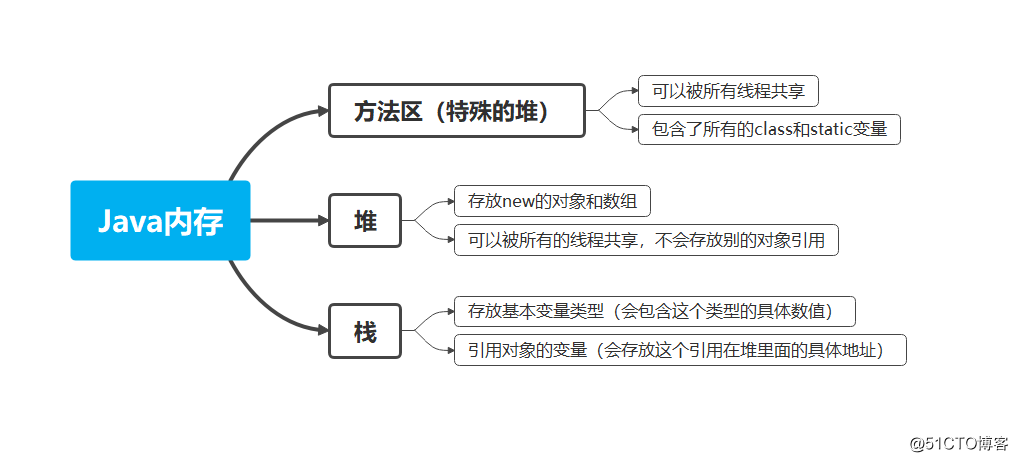 Java内存
方法区（特殊的堆）
可以被所有线程共享
包含了所有的class和static变量
堆
存放new的对象和数组
可以被所有的线程共享，不会存放别的对象引用
栈
存放基本变量类型（会包含这个类型的具体数值）
引用对象的变量（会存放这个引用在堆里面的具体地址）
@51CTO博客